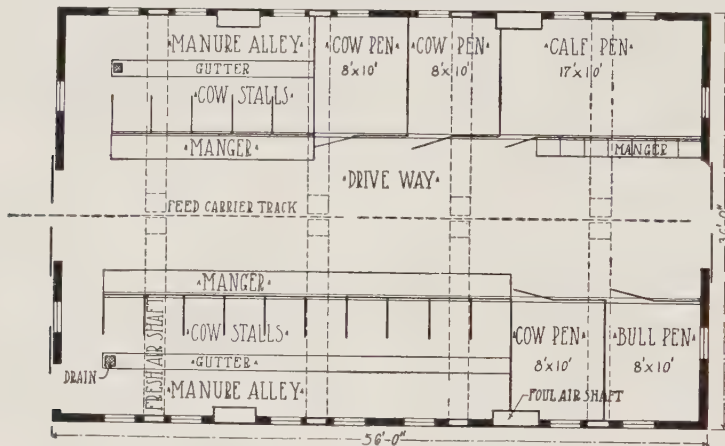 MANURE ALLEY
COW PEN
COW PEN
CALF PEN
8'x10'
8'x10'
17'x10'
GUTTER
COW STALLS
MANGER
MANGER
DRIVE WAY
FEED CARRIER TRACK
36'-0"
MANGER
FRESH AIR SHAFT
COW STALLS
COW PEN
BULL PEN
GUTTER
8'x10'
8'x10'
DRAIN
MANURE ALLEY
FOUL AIR SHAFT
56'-0"